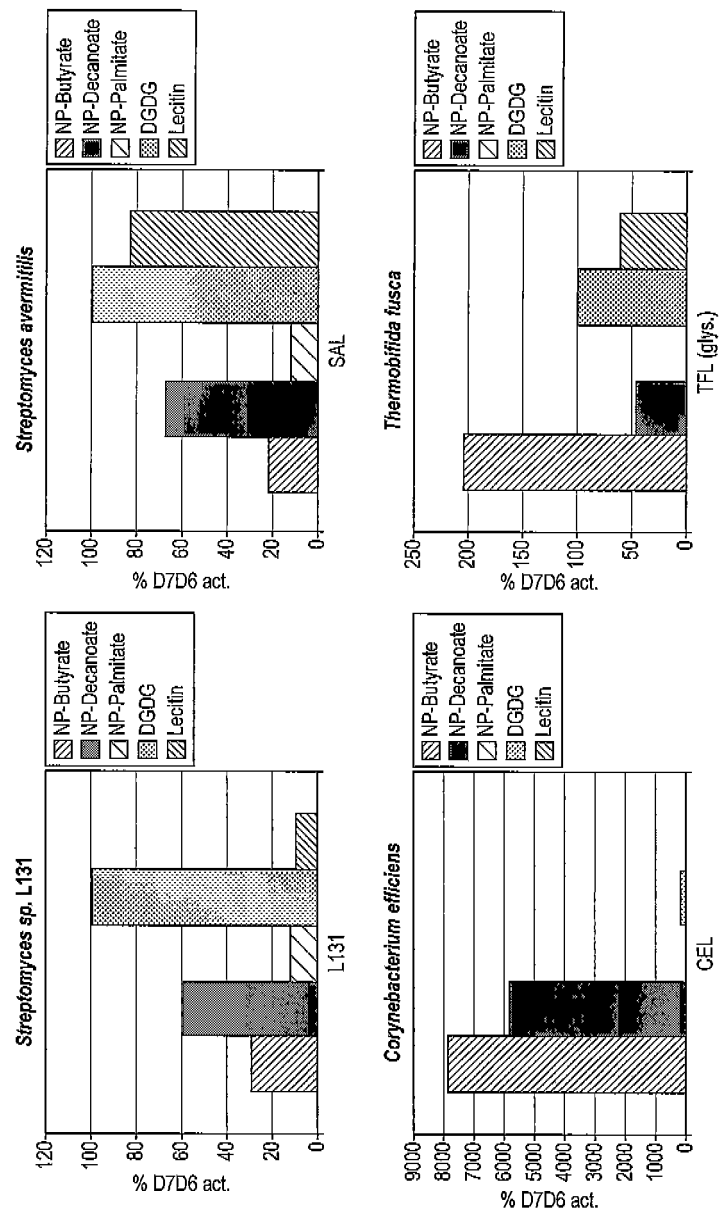 Streptomyces sp. L131
120
100
80
60
40
20
0
% D7D6 act.
L131
NP-Butyrate
NP-Decanoate
NP-Palmitate
DGDG
Lecitin
Streptomyces avermitilis
120
100
80
60
40
20
0
% D7D6 act.
SAL
NP-Butyrate
NP-Decanoate
NP-Palmitate
DGDG
Lecitin
Corynebacterium efficiens
9000
8000
7000
6000
5000
4000
3000
2000
1000
0
% D7D6 act.
CEL
NP-Butyrate
NP-Decanoate
NP-Palmitate
DGDG
Lecitin
Thermobifida fusca
250
200
150
100
50
0
% D7D6 act.
TFL (glys.)
NP-Butyrate
NP-Decanoate
NP-Palmitate
DGDG
Lecitin